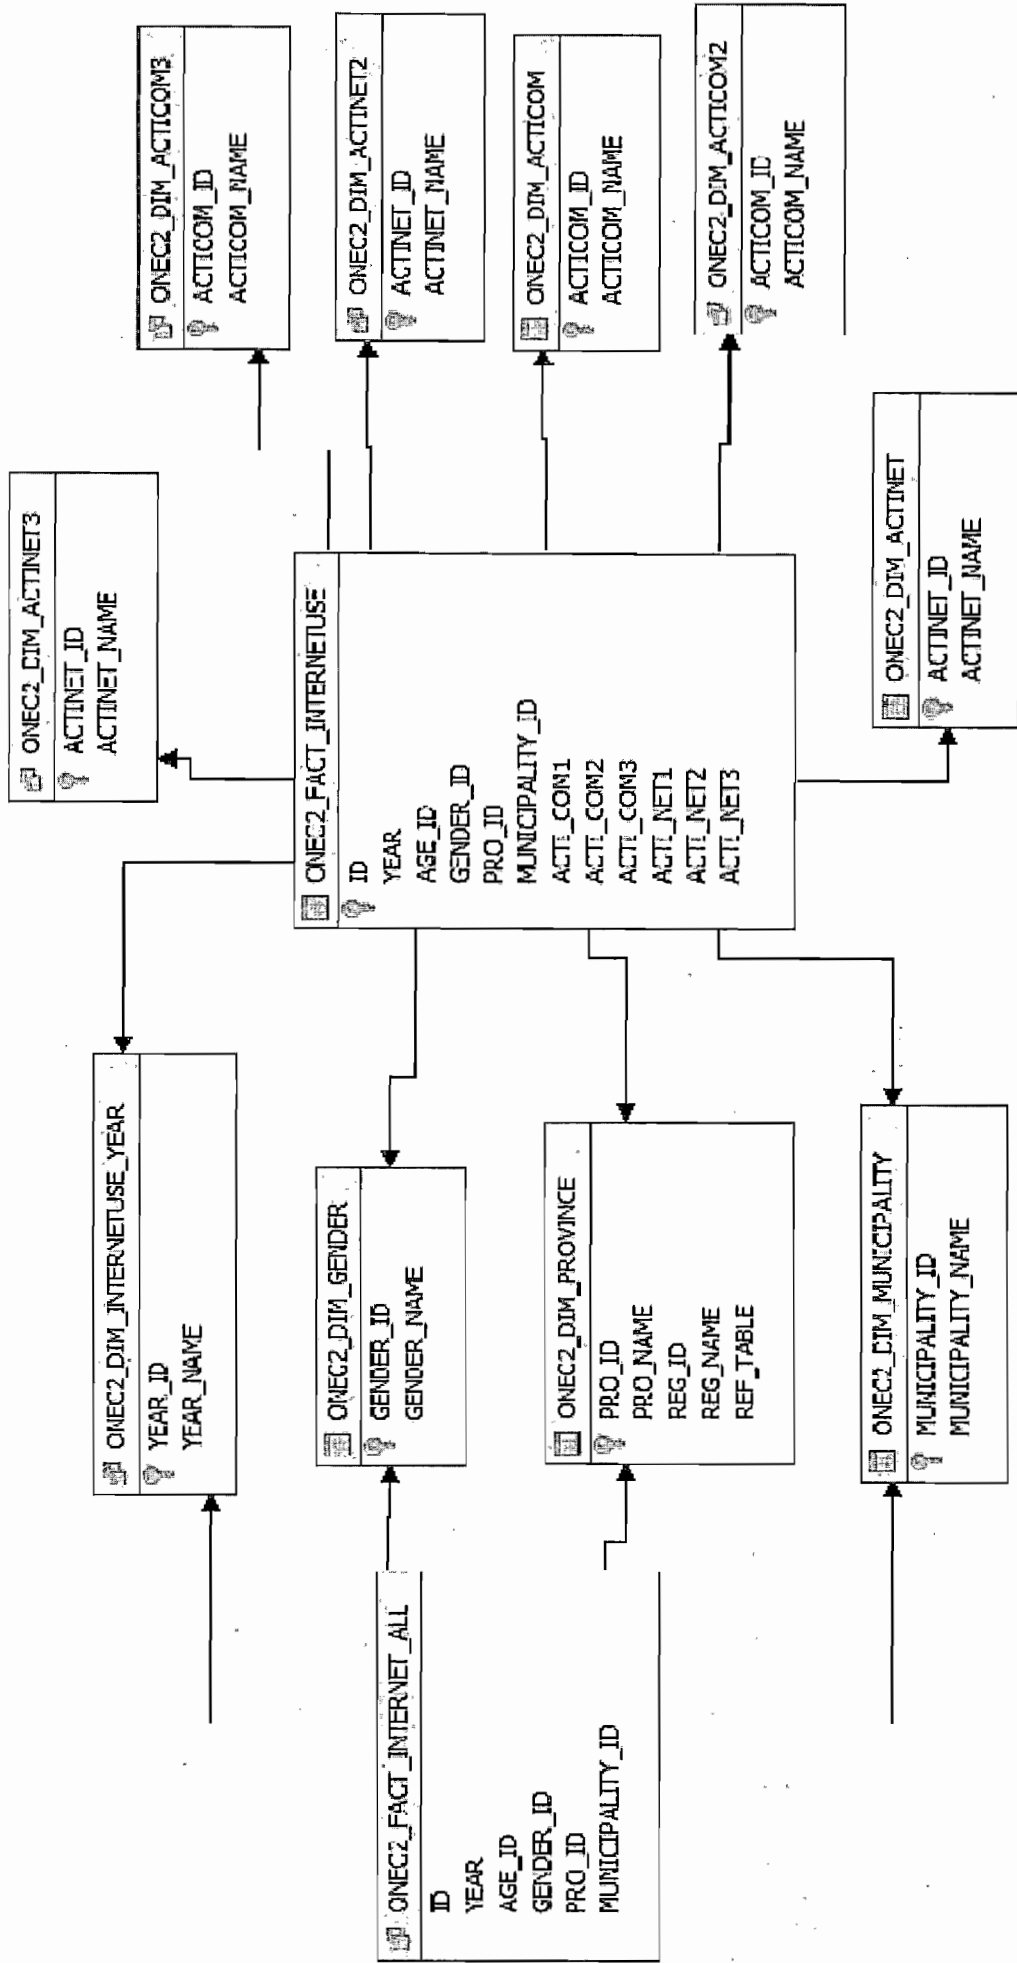 ONEC2_DIM_ACTICOM3
ACTICOM_ID
ACTICOM_NAME
ONEC2_DIM_ACTINET2
ACTINET_ID
ACTINET_NAME
ONEC2_DIM_ACTICOM
ACTICOM_ID
ACTICOM_NAME
ONEC2_DIM_ACTICOM2
ACTICOM_ID
ACTICOM_NAME
ONEC2_DIM_ACTINET3
ACTINET_ID
ACTINET_NAME
ONEC2_FACT_INTERNETUSE
ID
YEAR
AGE_ID
GENDER_ID
PRO_ID
MUNICIPALITY_ID
ACTI_COM1
ACTI_COM2
ACTI_COM3
ACTI_NET1
ACTI_NET2
ACTI_NET3
ONEC2_DIM_ACTINET
ACTINET_ID
ACTINET_NAME
ONEC2_DIM_INTERNETUSE_YEAR
YEAR_ID
YEAR_NAME
ONEC2_DIM_GENDER
GENDER_ID
GENDER_NAME
ONEC2_DIM_PROVINCE
PRO_ID
PRO_NAME
REG_ID
REG_NAME
REF_TABLE
ONEC2_DIM_MUNICIPALITY
MUNICIPALITY_ID
MUNICIPALITY_NAME
ONEC2_FACT_INTERNET_ALL
ID
YEAR
AGE_ID
GENDER_ID
PRO_ID
MUNICIPALITY_ID